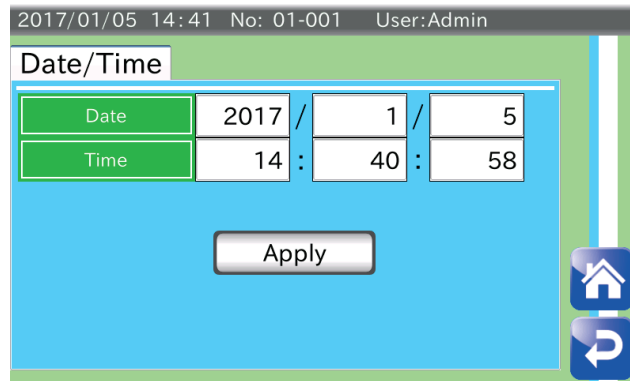 2017/01/05 14:41 No: 01-001 User:Admin
Date/Time
Date 2017 / 1 / 5
Time 14 : 40 : 58
Apply